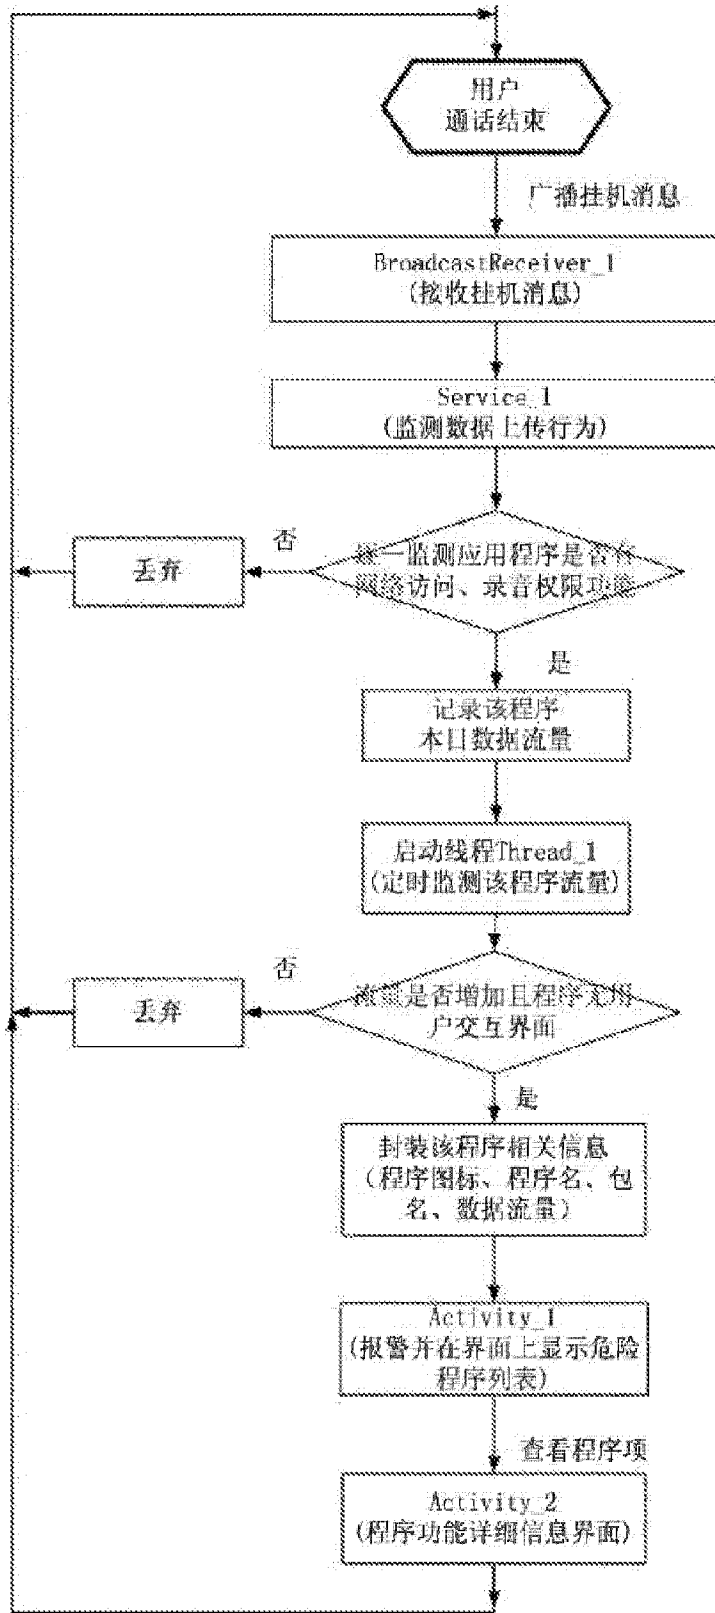 用户
通话结束
广播挂机消息
BroadcastReceiver_1
(接收挂机消息)
Service_1
(监测数据上传行为)
否
丢弃
逐一监测应用程序是否有
网络访问、录音权限功能
是
记录该程序
本日数据流量
启动线程Thread_1
(定时监测该程序流量)
否
丢弃
流量是否增加且程序无用
户交互界面
是
封装该程序相关信息
（程序图标、程序名、包
名、数据流量）
Activity_1
(报警并在界面上显示危险
程序列表)
查看程序项
Activity_2
(程序功能详细信息界面)